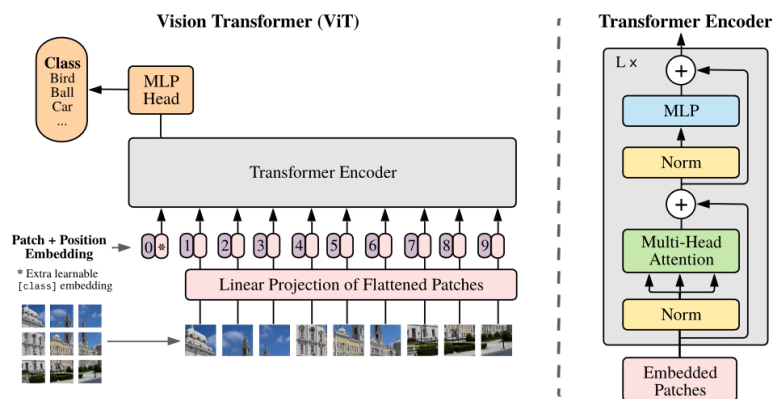 Vision Transformer (ViT)
Class
Bird
Ball
Car
...
MLP
Head
Transformer Encoder
Patch + Position
Embedding
* Extra learnable
[class] embedding
0 * 1 2 3 4 5 6 7 8 9
Linear Projection of Flattened Patches
Transformer Encoder
L x
+
MLP
Norm
+
Multi-Head
Attention
Norm
Embedded
Patches